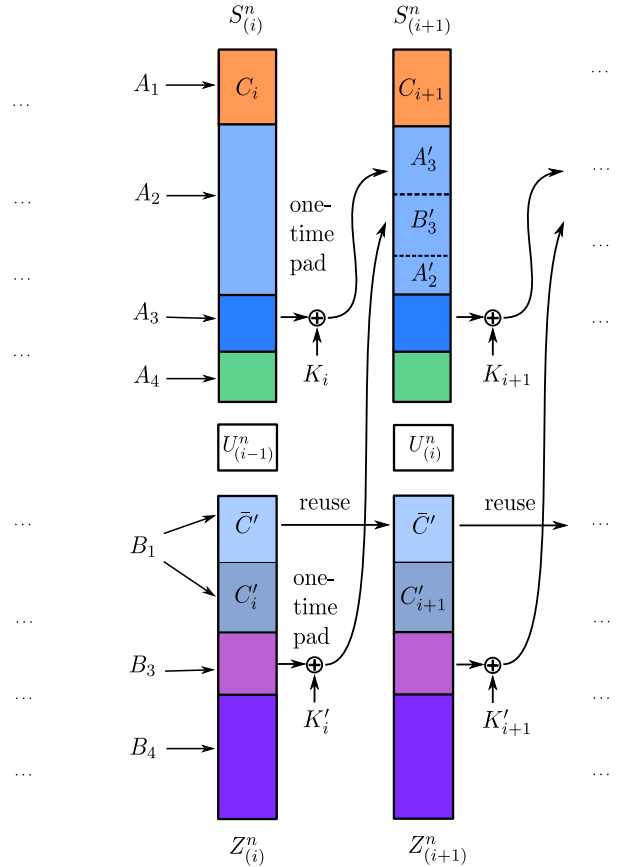 S^n_{(i)} S^n_{(i+1)}
A_1 C_i C_{i+1}
A_2 A'_3
one-
time
pad
B'_3
A'_2
A_3 ⊕ ⊕
A_4 K_i K_{i+1}
U^n_{(i-1)} U^n_{(i)}
B_1 C̄' reuse C̄' reuse
C'_i one-
time
pad
C'_{i+1}
B_3 ⊕ ⊕
K'_i K'_{i+1}
B_4
Z^n_{(i)} Z^n_{(i+1)}
... ...
... ...
... ...
... ...
... ...
... ...
... ...
... ...